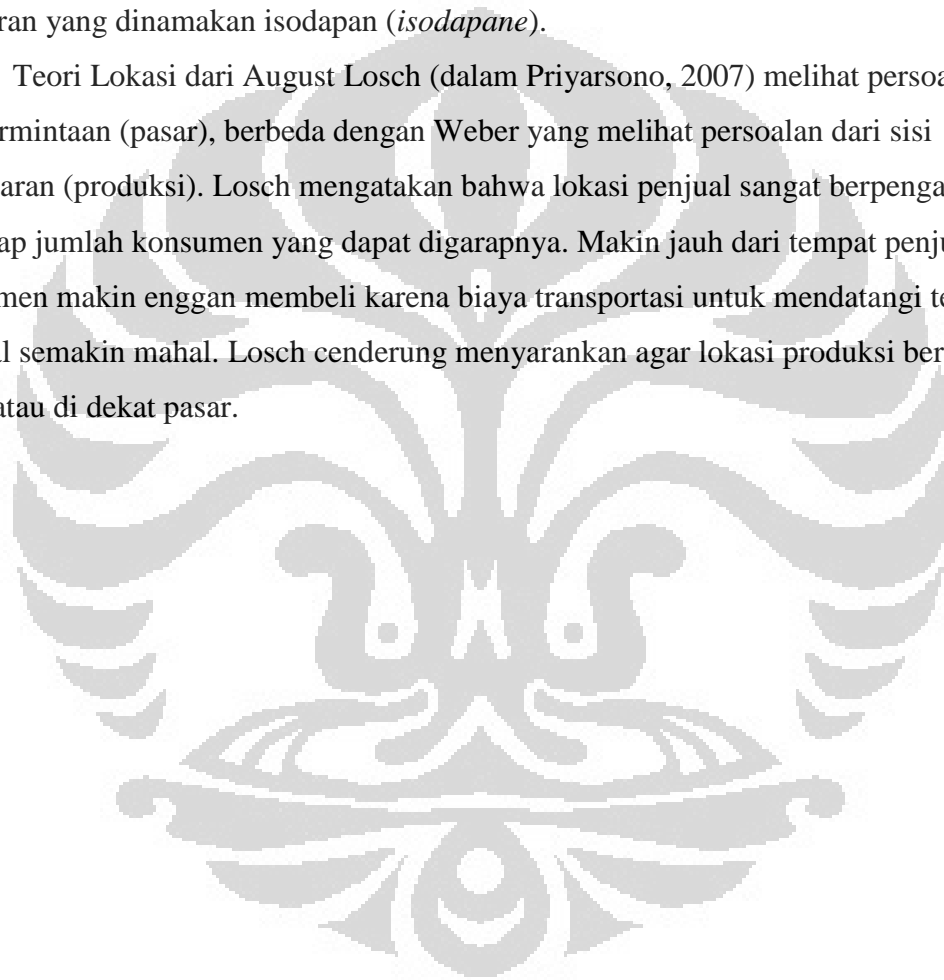 ran yang dinamakan isodapan (isodapane).
Teori Lokasi dari August Losch (dalam Priyarsono, 2007) melihat persoa
rmintaan (pasar), berbeda dengan Weber yang melihat persoalan dari sisi
aran (produksi). Losch mengatakan bahwa lokasi penjual sangat berpenga
ap jumlah konsumen yang dapat digarapnya. Makin jauh dari tempat penju
men makin enggan membeli karena biaya transportasi untuk mendatangi te
l semakin mahal. Losch cenderung menyarankan agar lokasi produksi ber
atau di dekat pasar.